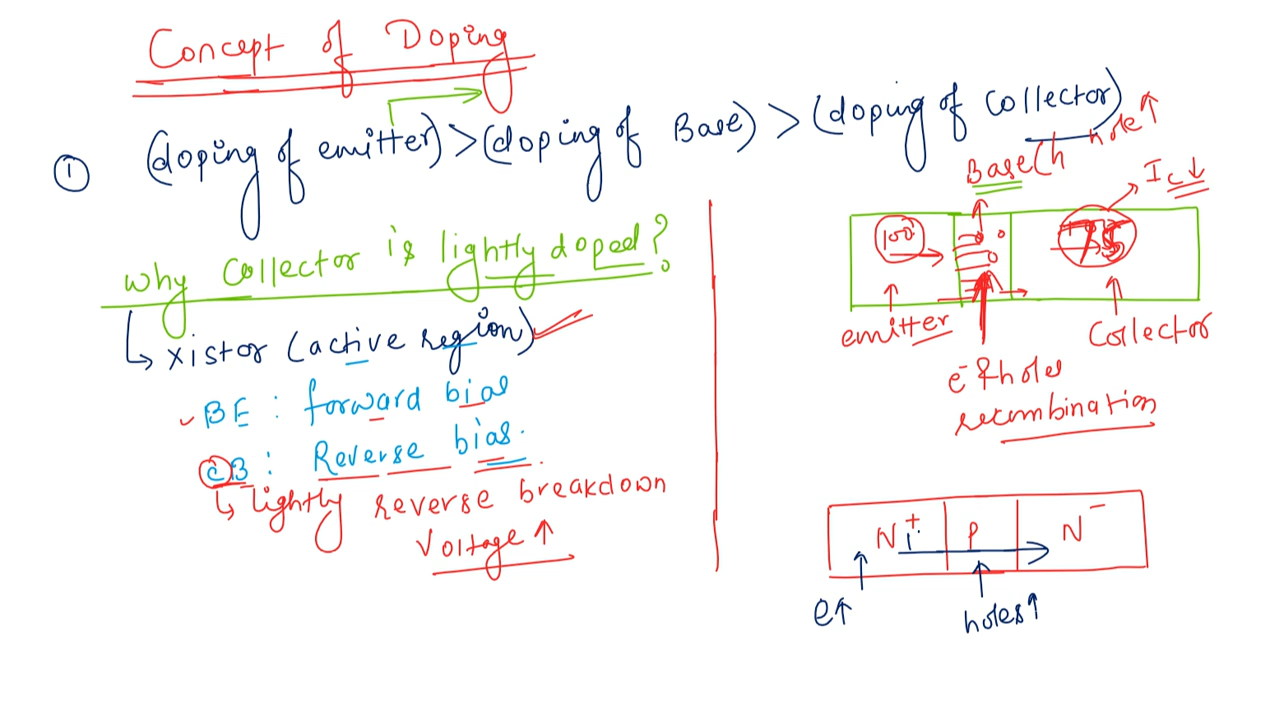 Concept of Doping
① (doping of emitter) > (doping of Base) > (doping of collector)
why collector is lightly doped?
↳ xistor (active region) ✓
✓ BE : forward bias
CB : Reverse bias.
↳ lightly reverse breakdown
Voltage ↑
Base (h hole ↑
Ic ↓
100
75
emitter
Collector
e⁻ & holes
recombination
N⁺ P N⁻
e↑
holes↑